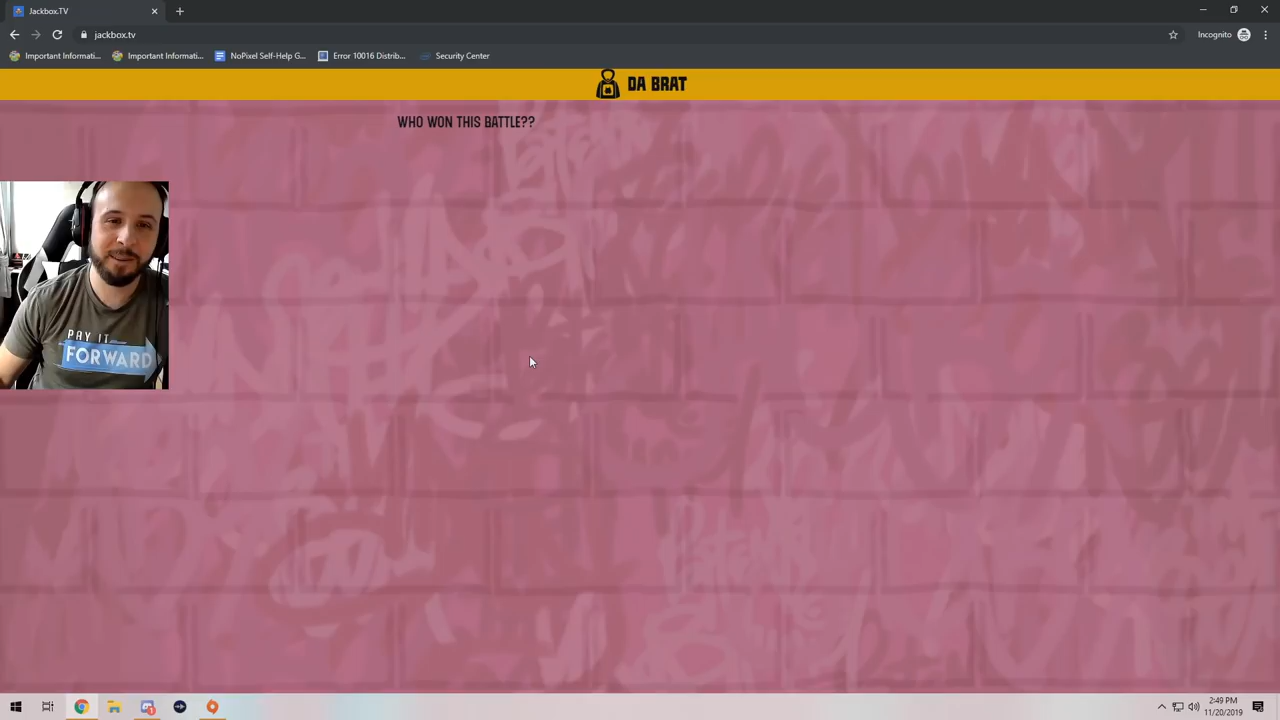 Jackbox.TV
jackbox.tv
Incognito
Important Informati...
Important Informati...
NoPixel Self-Help G...
Error 10016 Distrib...
Security Center
DA BRAT
WHO WON THIS BATTLE??
PAY IT
FORWARD
2:49 PM
11/20/2019